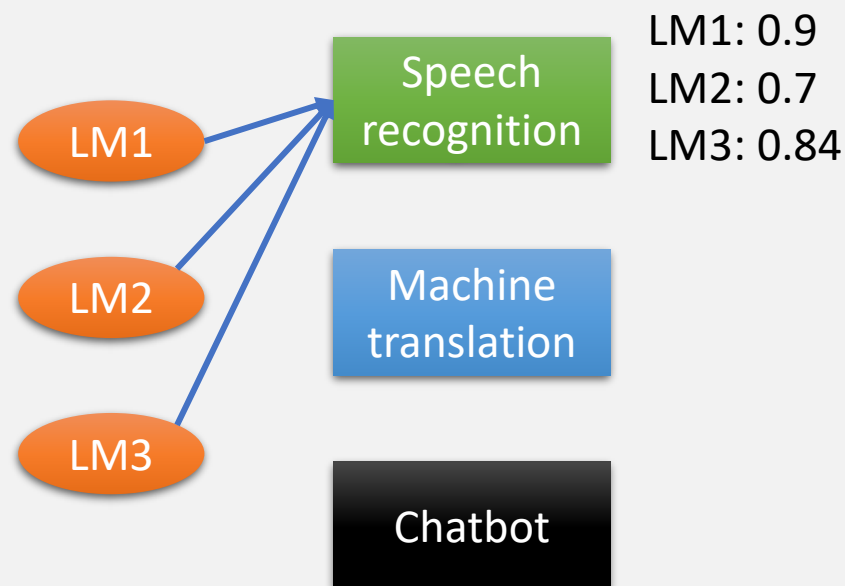 LM1
LM2
LM3
Speech
recognition
Machine
translation
Chatbot
LM1: 0.9
LM2: 0.7
LM3: 0.84